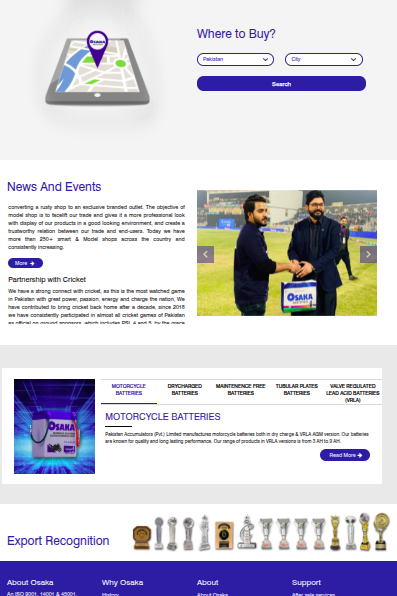 OSAKA
Where to Buy?
Pakistan
City
Search
News And Events
converting a rusty shop to an exclusive branded outlet. The objective of
model shop is to facelift our trade and gives it a more professional look
with display of our products in a good looking environment, and create a
trustworthy relation between our trade and end-users. Today we have
more than 250+ smart & Model shops across the country and
consistently increasing.
More
Partnership with Cricket
We have a strong connect with cricket, as this is the most watched game
in Pakistan with great power, passion, energy and charge the nation, We
have contributed to bring cricket back home after a decade, since 2018
we have consistently participated in almost all cricket games of Pakistan
as official on ground sponsors, which includes PSL 4 and 5, by the grace
OSAKA
MOTORCYCLE
BATTERIES
DRYCHARGED
BATTERIES
MAINTENENCE FREE
BATTERIES
TUBULAR PLATES
BATTERIES
VALVE REGULATED
LEAD ACID BATTERIES
(VRLA)
OSAKA
MOTORCYCLE BATTERIES
Pakistan Accumulators (Pvt.) Limited manufactures motorcycle batteries both in dry charge & VRLA AGM version. Our batteries
are known for quality and long lasting performance. Our range of products in VRLA versions is from 3 AH to 9 AH.
Read More
Export Recognition
About Osaka
Why Osaka
About
Support
An ISO 9001, 14001 & 45001,
History
About Osaka
After sale services